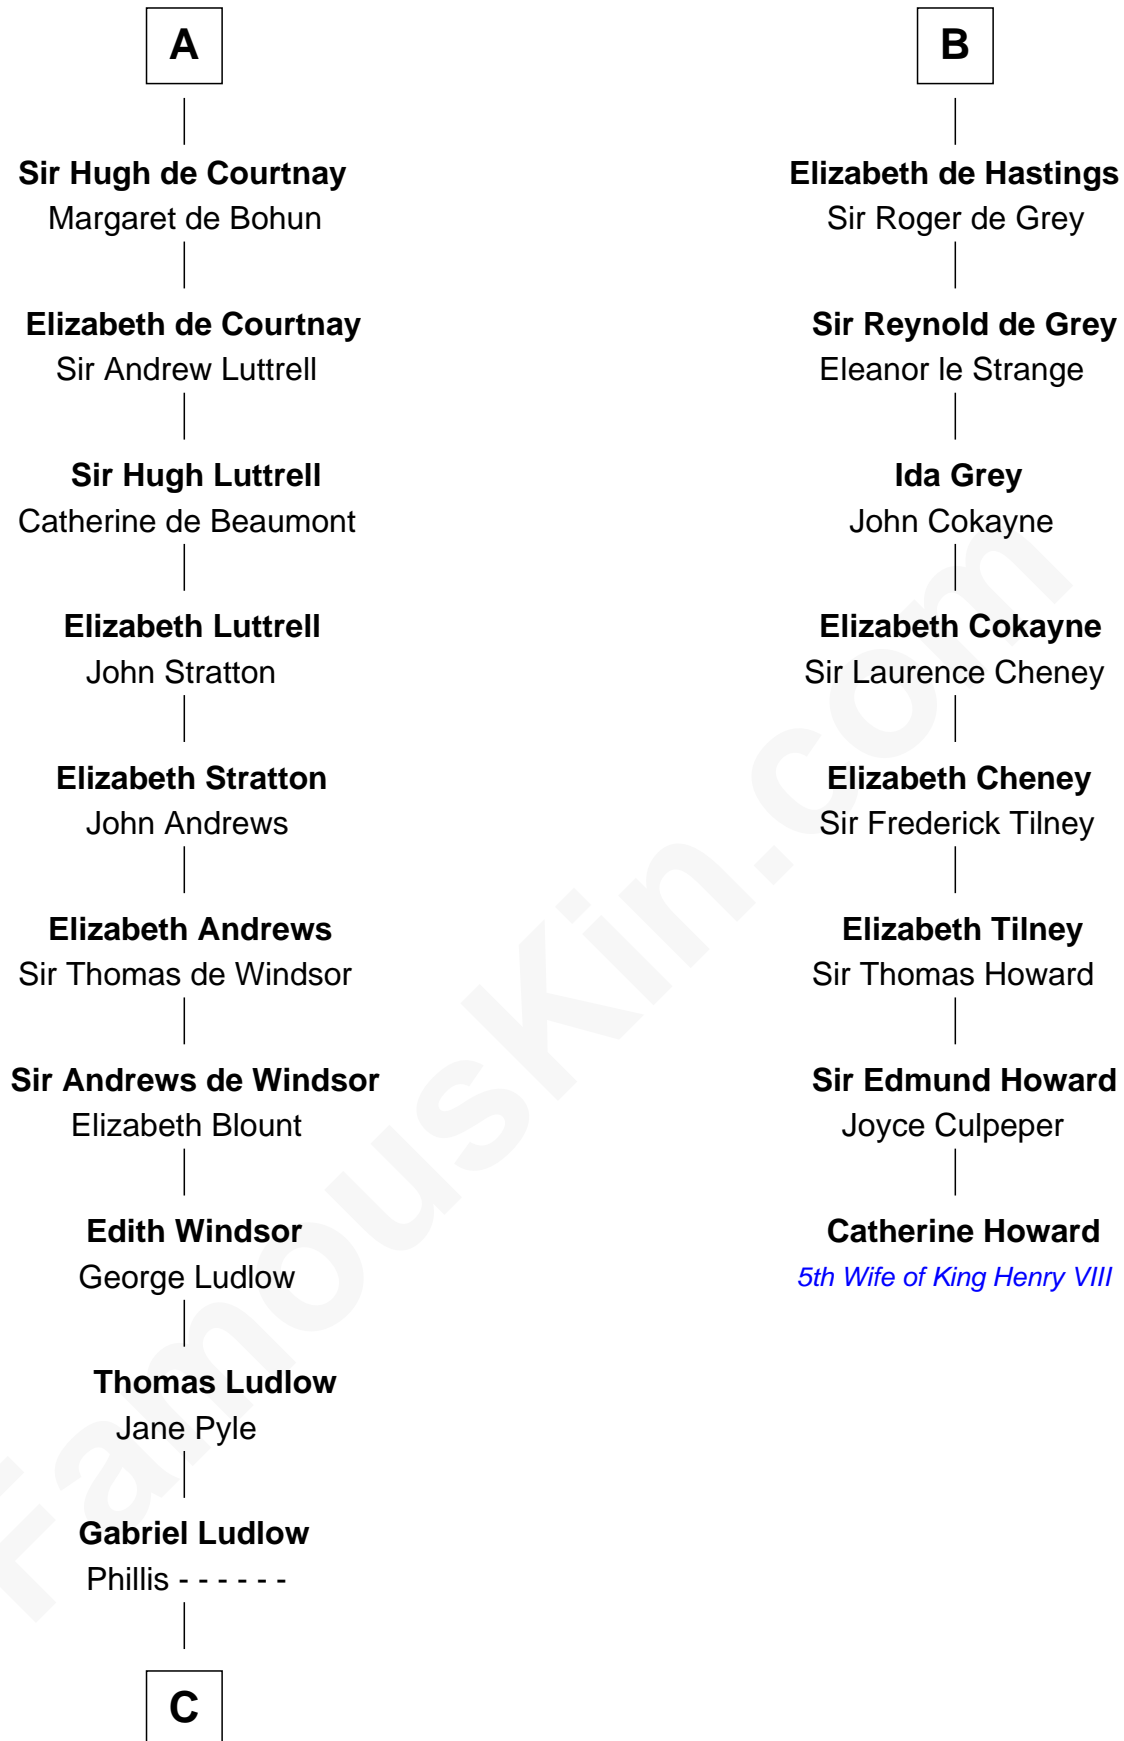 A
Sir Hugh de Courtnay
Margaret de Bohun
Elizabeth de Courtnay
Sir Andrew Luttrell
Sir Hugh Luttrell
Catherine de Beaumont
Elizabeth Luttrell
John Stratton
Elizabeth Stratton
John Andrews
Elizabeth Andrews
Sir Thomas de Windsor
Sir Andrews de Windsor
Elizabeth Blount
Edith Windsor
George Ludlow
Thomas Ludlow
Jane Pyle
Gabriel Ludlow
Phillis - - - - - -
C
B
Elizabeth de Hastings
Sir Roger de Grey
Sir Reynold de Grey
Eleanor le Strange
Ida Grey
John Cokayne
Elizabeth Cokayne
Sir Laurence Cheney
Elizabeth Cheney
Sir Frederick Tilney
Elizabeth Tilney
Sir Thomas Howard
Sir Edmund Howard
Joyce Culpeper
Catherine Howard
5th Wife of King Henry VIII
FamousKin.com